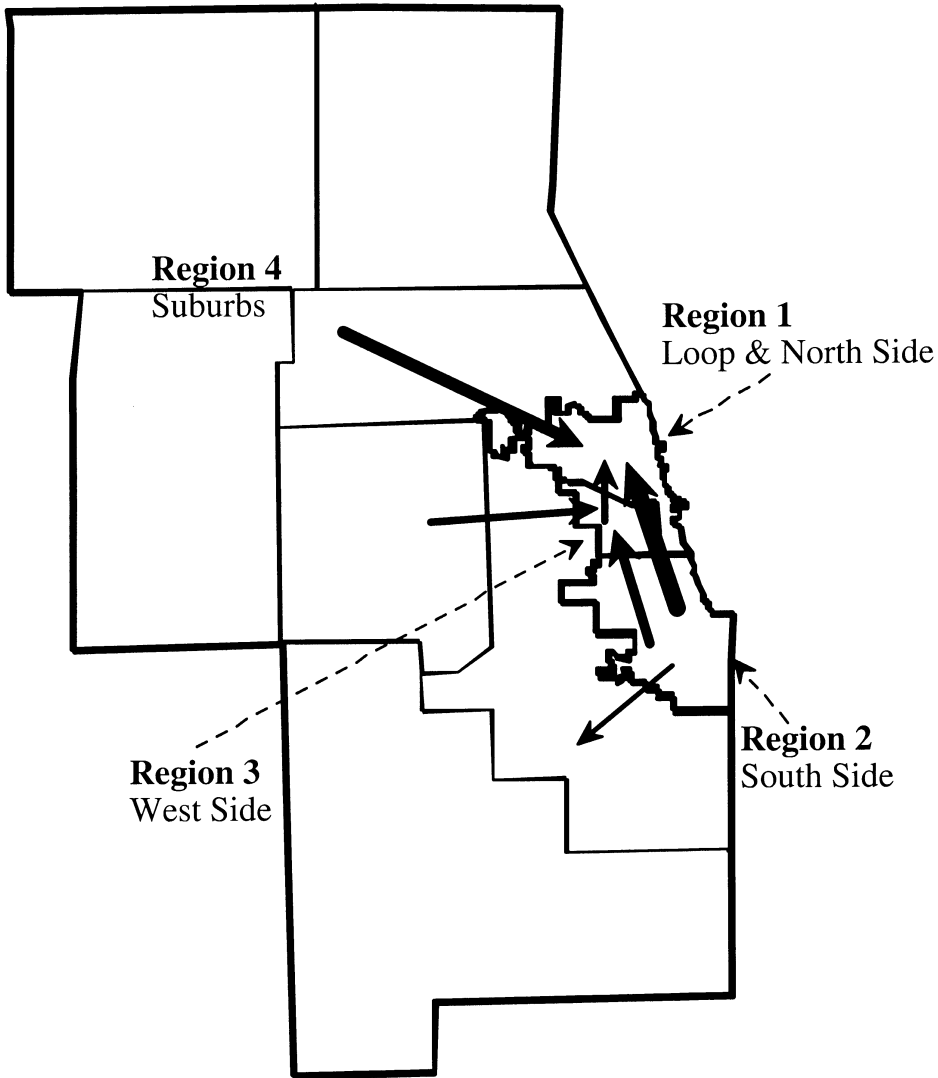 Region 4
Suburbs
Region 1
Loop & North Side
Region 2
South Side
Region 3
West Side